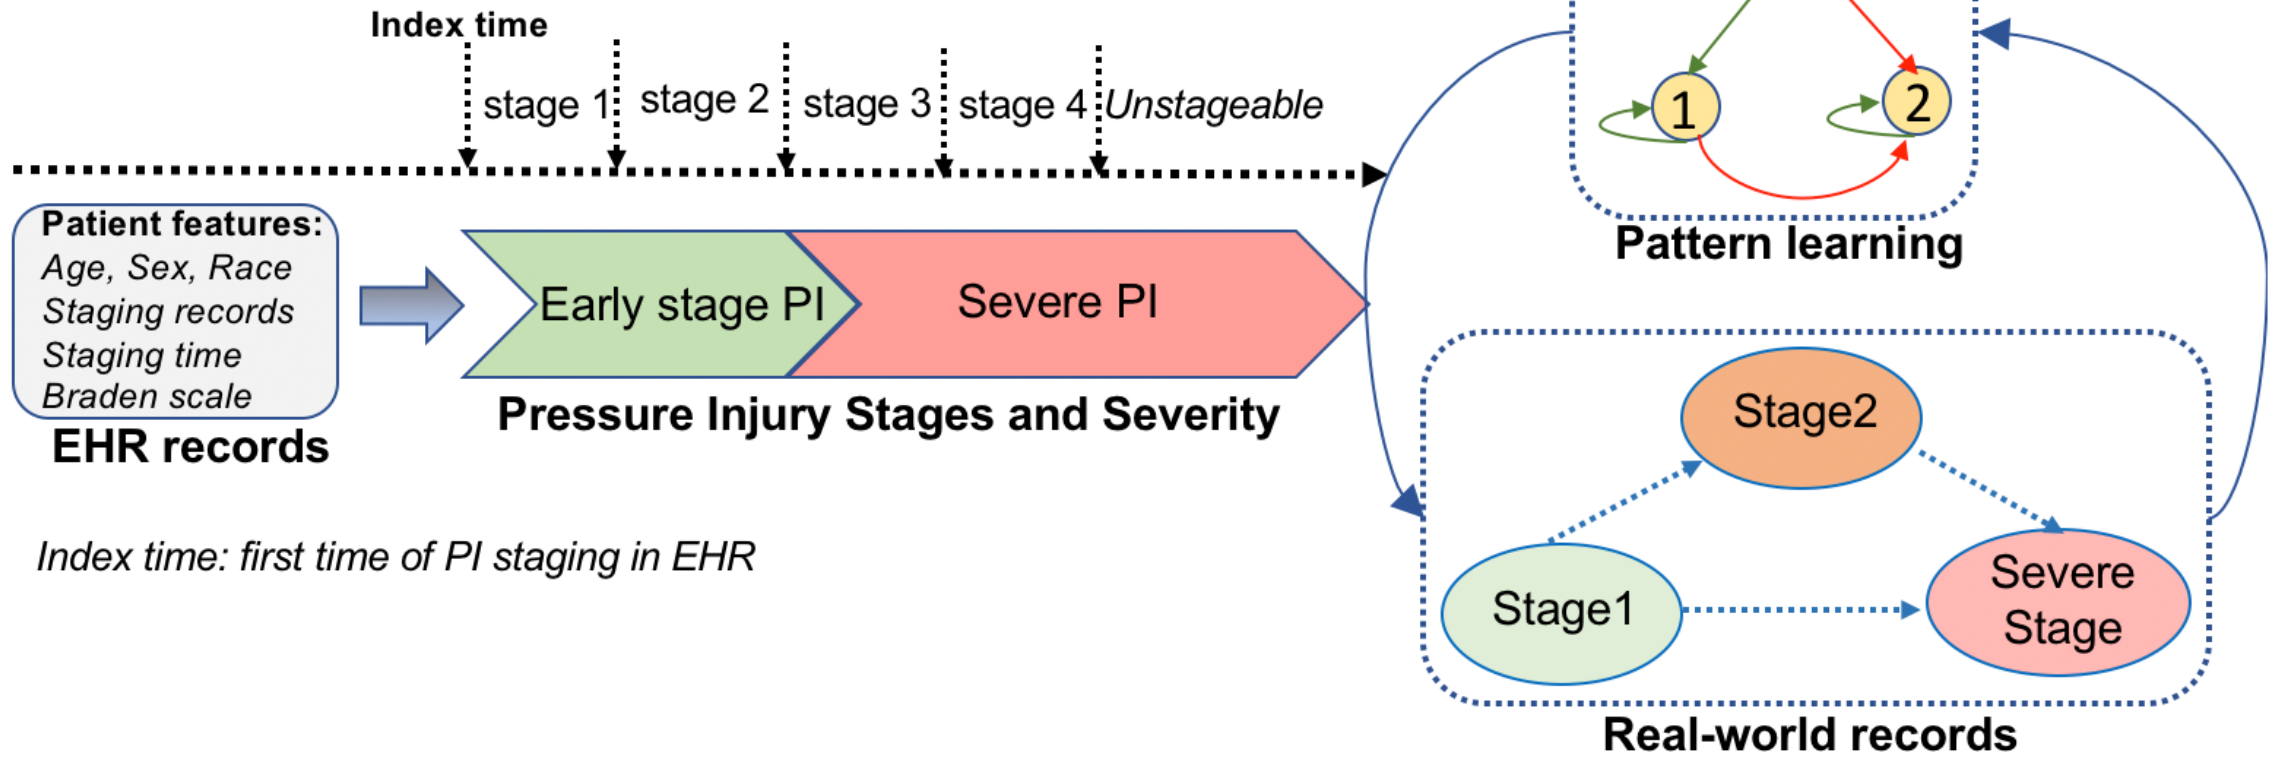 Index time
stage 1
stage 2
stage 3
stage 4
Unstageable
Patient features:
Age, Sex, Race
Staging records
Staging time
Braden scale
EHR records
Early stage PI
Severe PI
Pressure Injury Stages and Severity
Index time: first time of PI staging in EHR
1
2
Pattern learning
Stage2
Stage1
Severe
Stage
Real-world records